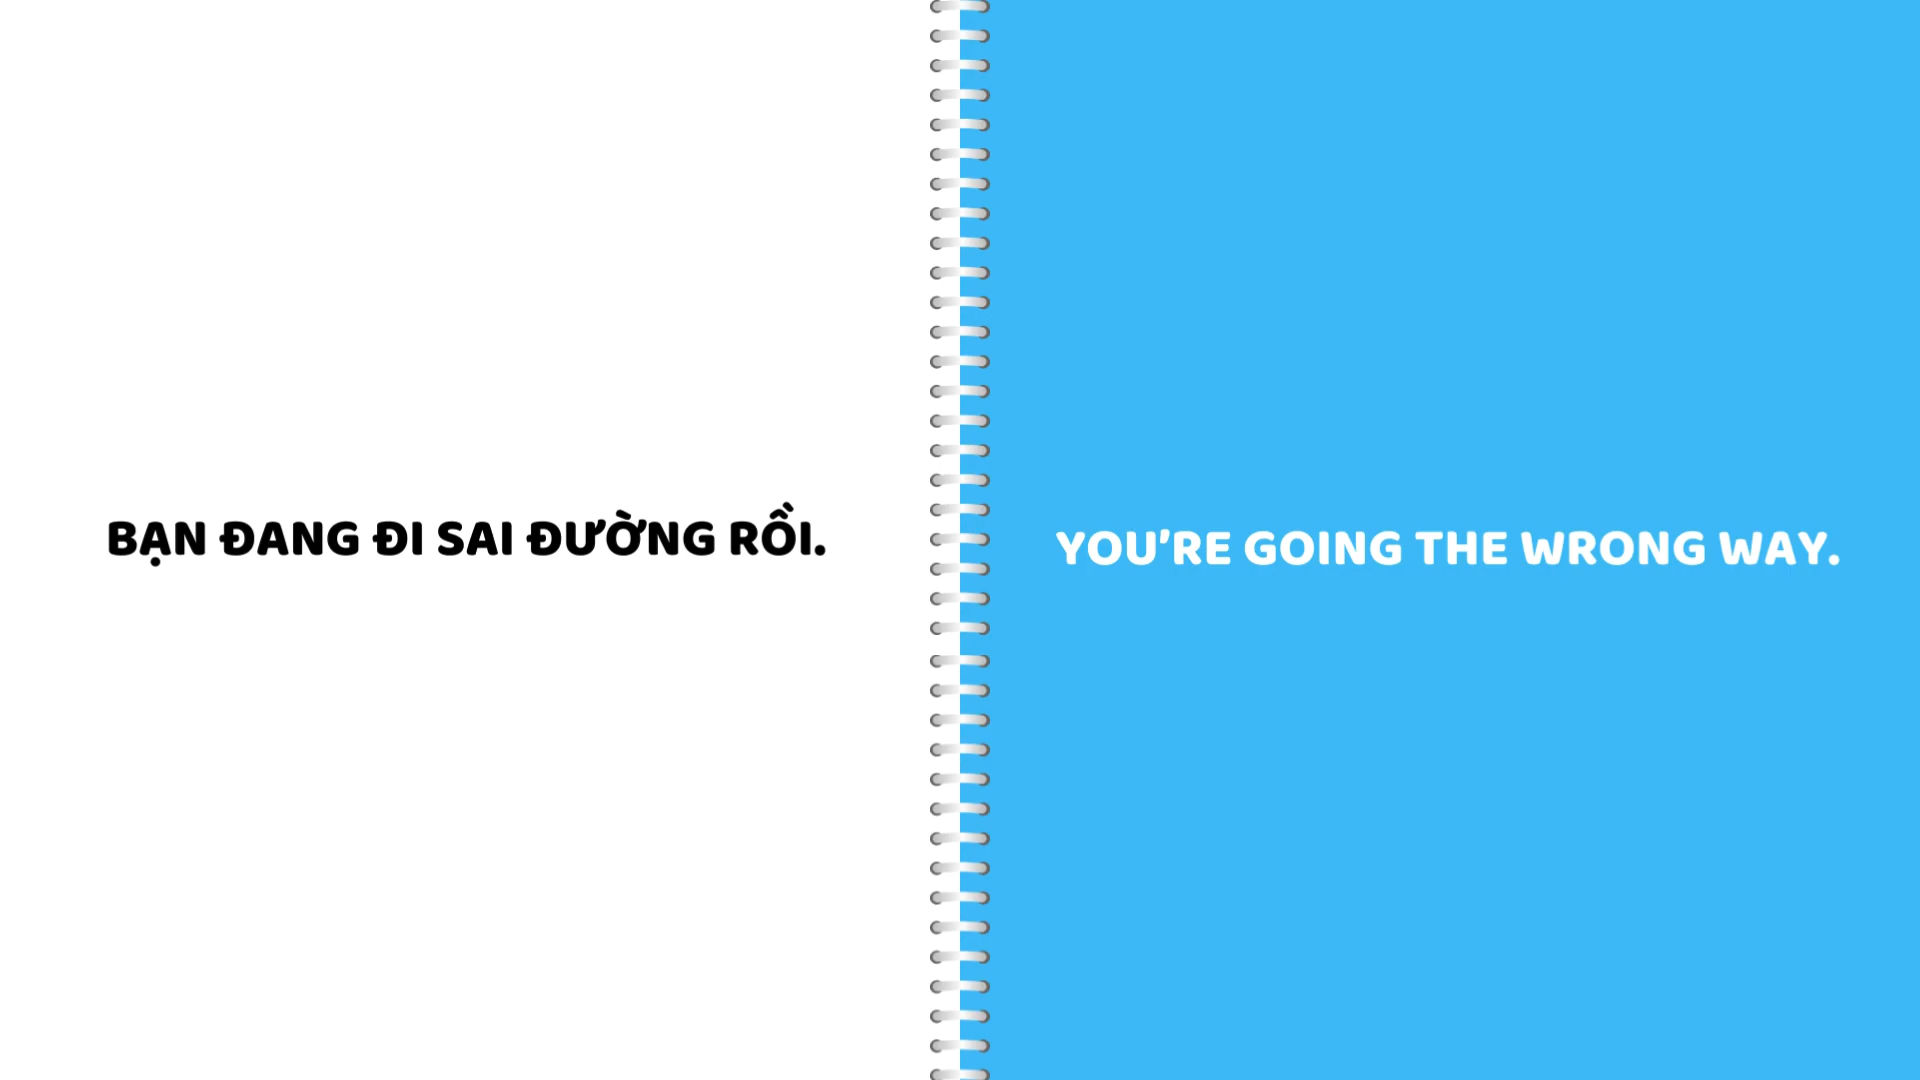 BẠN ĐANG ĐI SAI ĐƯỜNG RỒI.
YOU'RE GOING THE WRONG WAY.